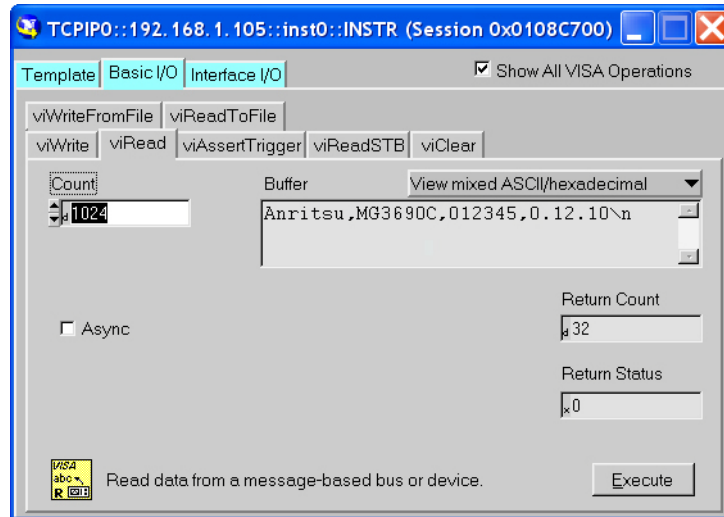 TCPIP0::192.168.1.105::inst0::INSTR (Session 0x0108C700)
Template Basic I/O Interface I/O Show All VISA Operations
viWriteFromFile viReadToFile
viWrite viRead viAssertTrigger viReadSTB viClear
Count Buffer View mixed ASCII/hexadecimal
d 1024 Anritsu,MG3690C,012345,0.12.10\n
Return Count
Async d 32
Return Status
x 0
VISA
abc
R
Read data from a message-based bus or device. Execute